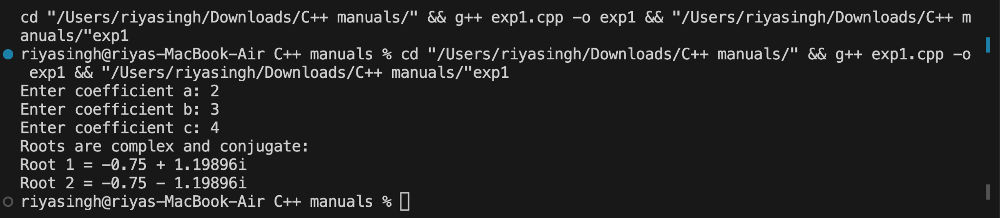 cd "/Users/riyasingh/Downloads/C++ manuals/" && g++ exp1.cpp -o exp1 && "/Users/riyasingh/Downloads/C++ m
anuals/"exp1
riyasingh@riyas-MacBook-Air C++ manuals % cd "/Users/riyasingh/Downloads/C++ manuals/" && g++ exp1.cpp -o
 exp1 && "/Users/riyasingh/Downloads/C++ manuals/"exp1
Enter coefficient a: 2
Enter coefficient b: 3
Enter coefficient c: 4
Roots are complex and conjugate:
Root 1 = -0.75 + 1.19896i
Root 2 = -0.75 - 1.19896i
riyasingh@riyas-MacBook-Air C++ manuals %